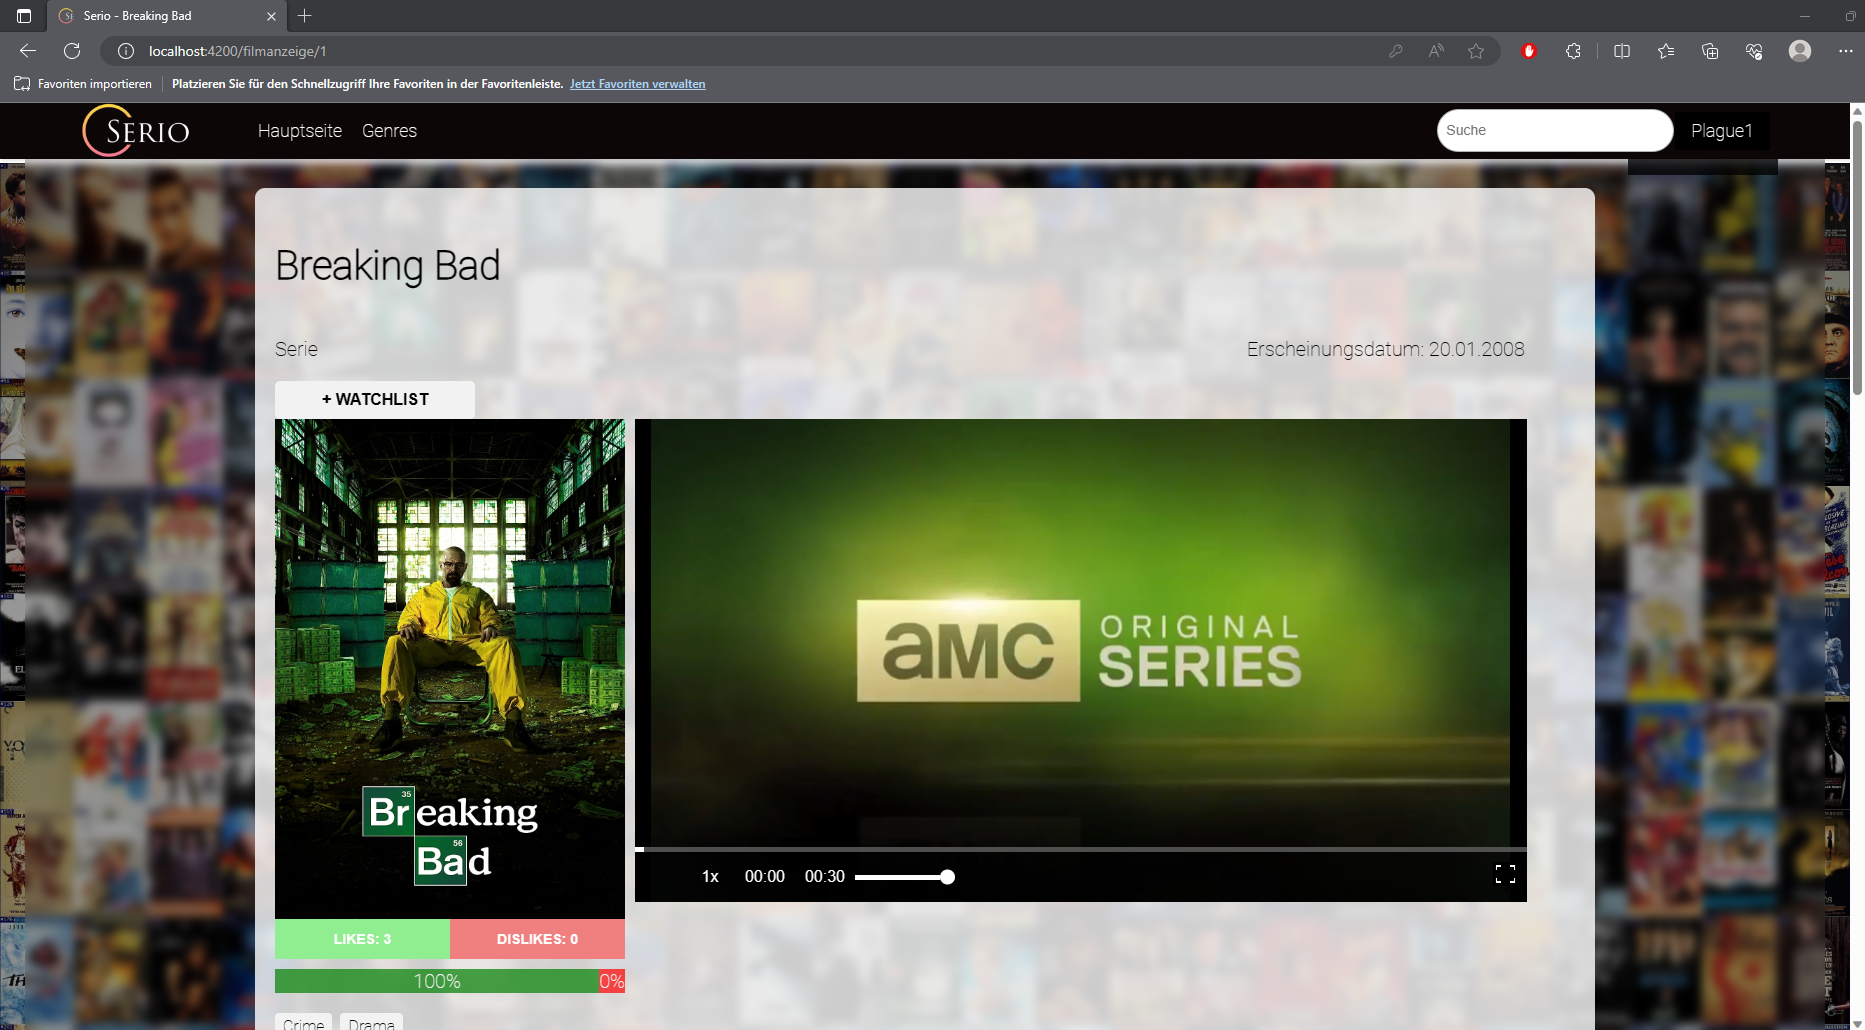 Serio - Breaking Bad
localhost:4200/filmanzeige/1
Favoriten importieren
Platzieren Sie für den Schnellzugriff Ihre Favoriten in der Favoritenleiste. Jetzt Favoriten verwalten
SERIO
Hauptseite
Genres
Suche
Plague1
Breaking Bad
Serie
Erscheinungsdatum: 20.01.2008
+ WATCHLIST
35
Breaking
56
Bad
aMC
ORIGINAL
SERIES
1x
00:00
00:30
LIKES: 3
DISLIKES: 0
100%
0%
Crime
Drama